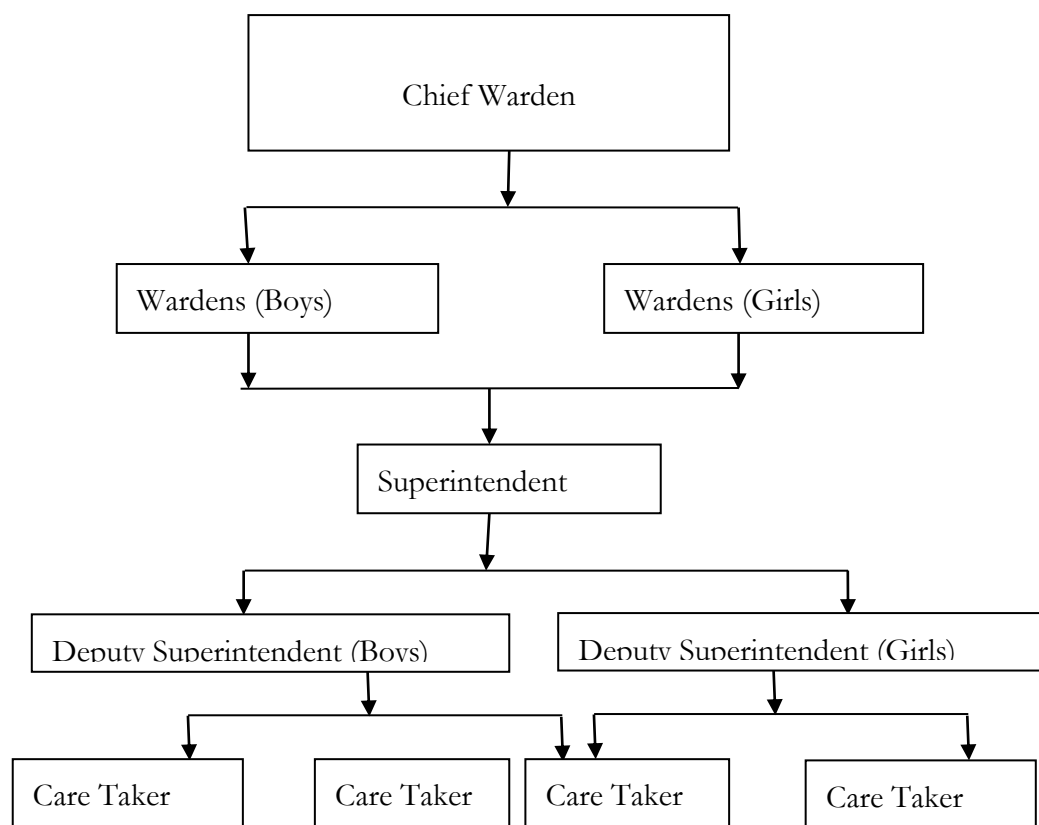 Chief Warden
Wardens (Boys)
Wardens (Girls)
Superintendent
Deputy Superintendent (Boys)
Deputy Superintendent (Girls)
Care Taker
Care Taker
Care Taker
Care Taker